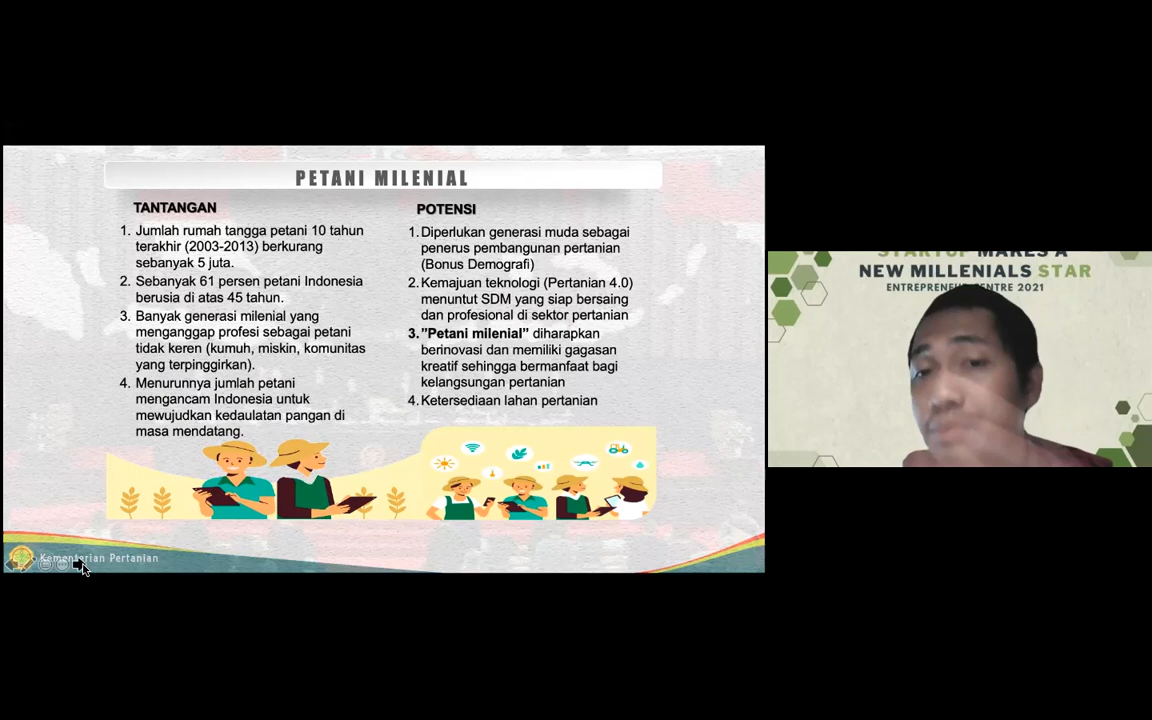 PETANI MILENIAL
TANTANGAN
1. Jumlah rumah tangga petani 10 tahun
terakhir (2003-2013) berkurang
sebanyak 5 juta.
2. Sebanyak 61 persen petani Indonesia
berusia di atas 45 tahun.
3. Banyak generasi milenial yang
menganggap profesi sebagai petani
tidak keren (kumuh, miskin, komunitas
yang terpinggirkan).
4. Menurunnya jumlah petani
mengancam Indonesia untuk
mewujudkan kedaulatan pangan di
masa mendatang.
POTENSI
1. Diperlukan generasi muda sebagai
penerus pembangunan pertanian
(Bonus Demografi)
2. Kemajuan teknologi (Pertanian 4.0)
menuntut SDM yang siap bersaing
dan profesional di sektor pertanian
3. ”Petani milenial” diharapkan
berinovasi dan memiliki gagasan
kreatif sehingga bermanfaat bagi
kelangsungan pertanian
4. Ketersediaan lahan pertanian
Kementerian Pertanian
STARTUP MAKES A
NEW MILLENIALS STAR
ENTREPRENEUR CENTRE 2021